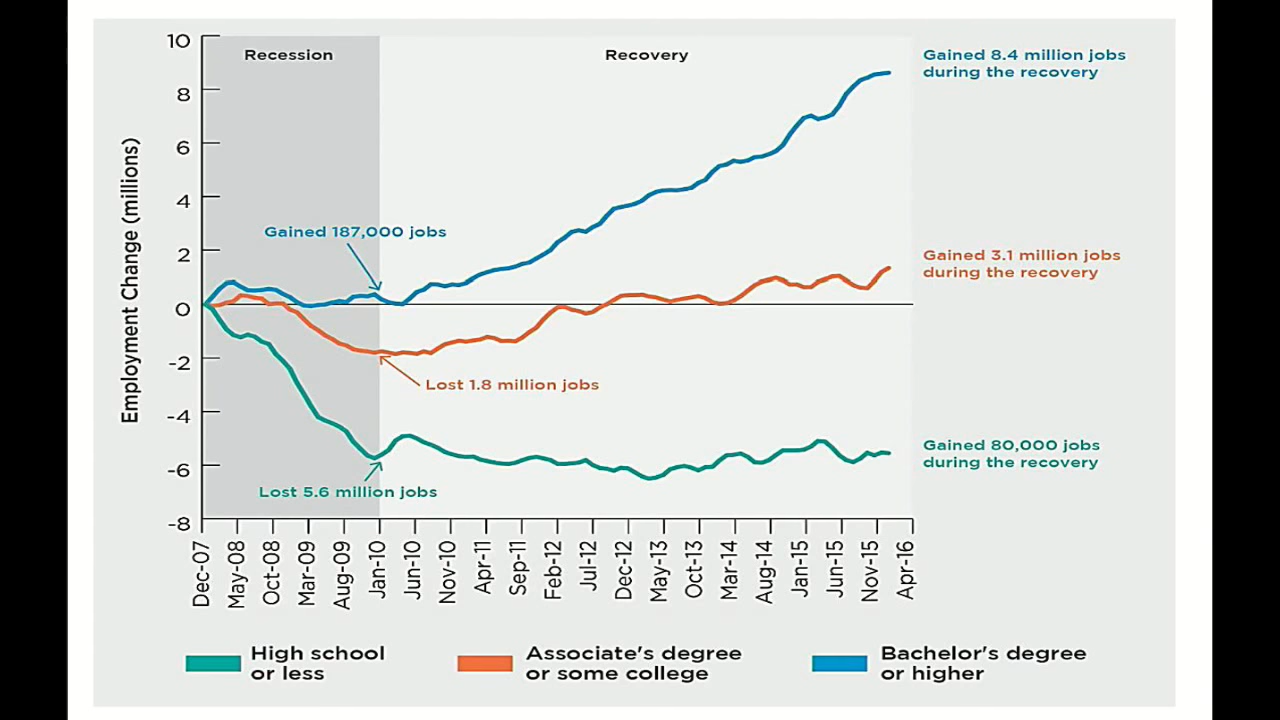 Recession
Recovery
Gained 8.4 million jobs
during the recovery
Gained 187,000 jobs
Gained 3.1 million jobs
during the recovery
Lost 1.8 million jobs
Gained 80,000 jobs
during the recovery
Lost 5.6 million jobs
Employment Change (millions)
10
8
6
4
2
0
-2
-4
-6
-8
Dec-07
May-08
Oct-08
Mar-09
Aug-09
Jan-10
Jun-10
Nov-10
Apr-11
Sep-11
Feb-12
Jul-12
Dec-12
May-13
Oct-13
Mar-14
Aug-14
Jan-15
Jun-15
Nov-15
Apr-16
High school
or less
Associate's degree
or some college
Bachelor's degree
or higher